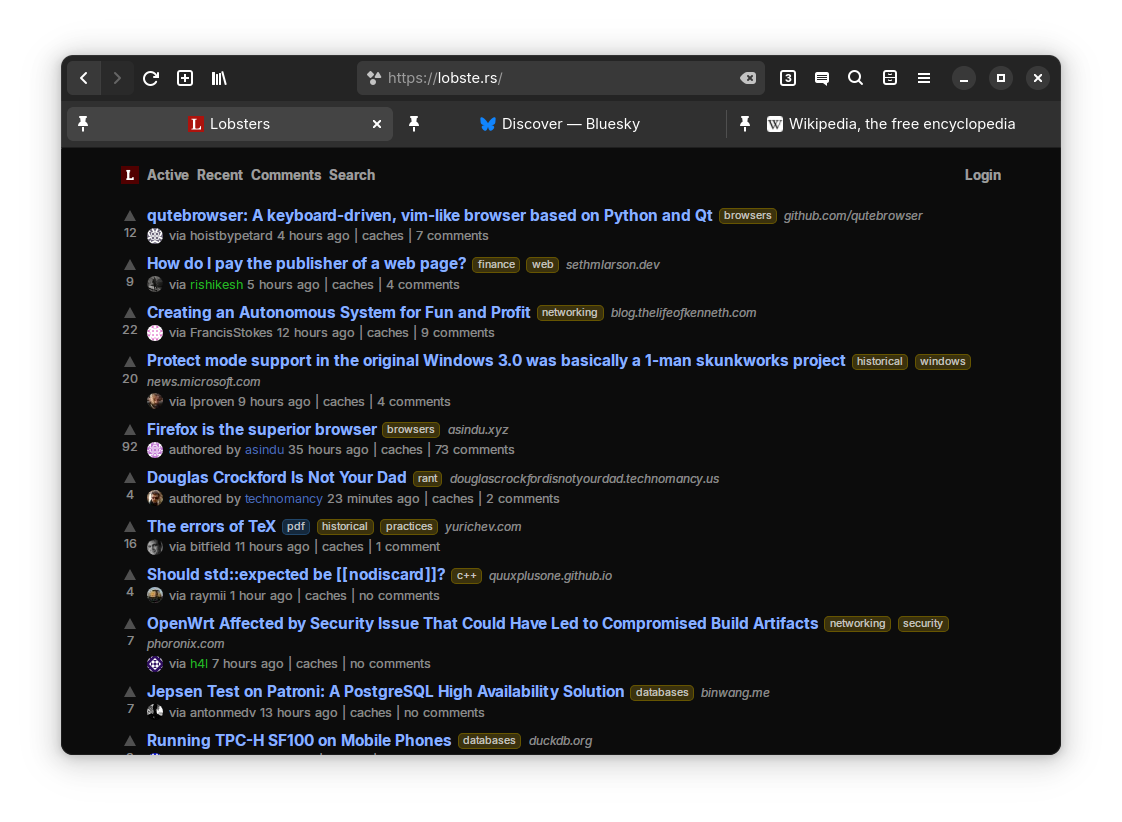 https://lobste.rs/ 3
L Lobsters Discover — Bluesky W Wikipedia, the free encyclopedia
L Active Recent Comments Search Login
qutebrowser: A keyboard-driven, vim-like browser based on Python and Qt browsers github.com/qutebrowser
12 via hoistbypetard 4 hours ago | caches | 7 comments
How do I pay the publisher of a web page? finance web sethmlarson.dev
9 via rishikesh 5 hours ago | caches | 4 comments
Creating an Autonomous System for Fun and Profit networking blog.thelifeofkenneth.com
22 via FrancisStokes 12 hours ago | caches | 9 comments
Protect mode support in the original Windows 3.0 was basically a 1-man skunkworks project historical windows
20 news.microsoft.com
via lproven 9 hours ago | caches | 4 comments
Firefox is the superior browser browsers asindu.xyz
92 authored by asindu 35 hours ago | caches | 73 comments
Douglas Crockford Is Not Your Dad rant douglascrockfordisnotyourdad.technomancy.us
4 authored by technomancy 23 minutes ago | caches | 2 comments
The errors of TeX pdf historical practices yurichev.com
16 via bitfield 11 hours ago | caches | 1 comment
Should std::expected be [[nodiscard]]? c++ quuxplusone.github.io
4 via raymii 1 hour ago | caches | no comments
OpenWrt Affected by Security Issue That Could Have Led to Compromised Build Artifacts networking security
7 phoronix.com
via h4l 7 hours ago | caches | no comments
Jepsen Test on Patroni: A PostgreSQL High Availability Solution databases binwang.me
7 via antonmedv 13 hours ago | caches | no comments
Running TPC-H SF100 on Mobile Phones databases duckdb.org